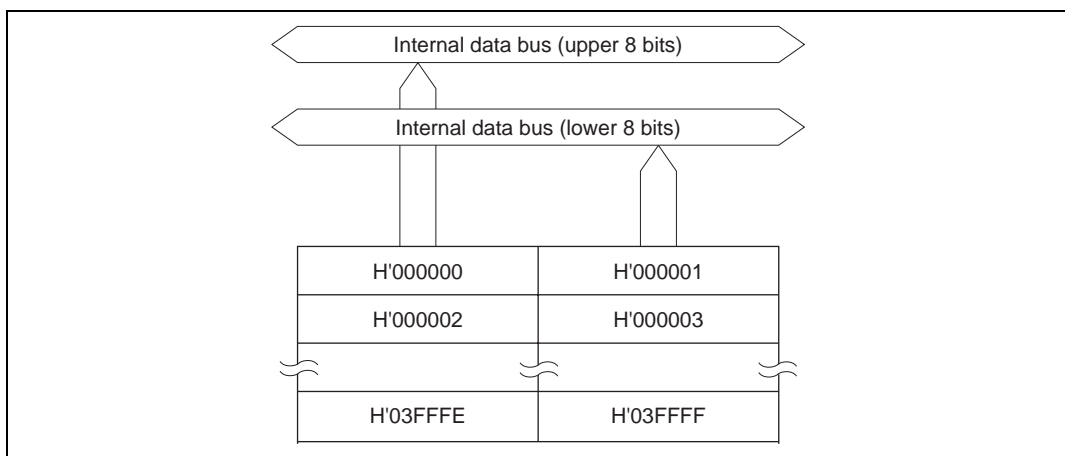 Internal data bus (upper 8 bits)
Internal data bus (lower 8 bits)
H'000000 H'000001
H'000002 H'000003
H'03FFFE H'03FFFF